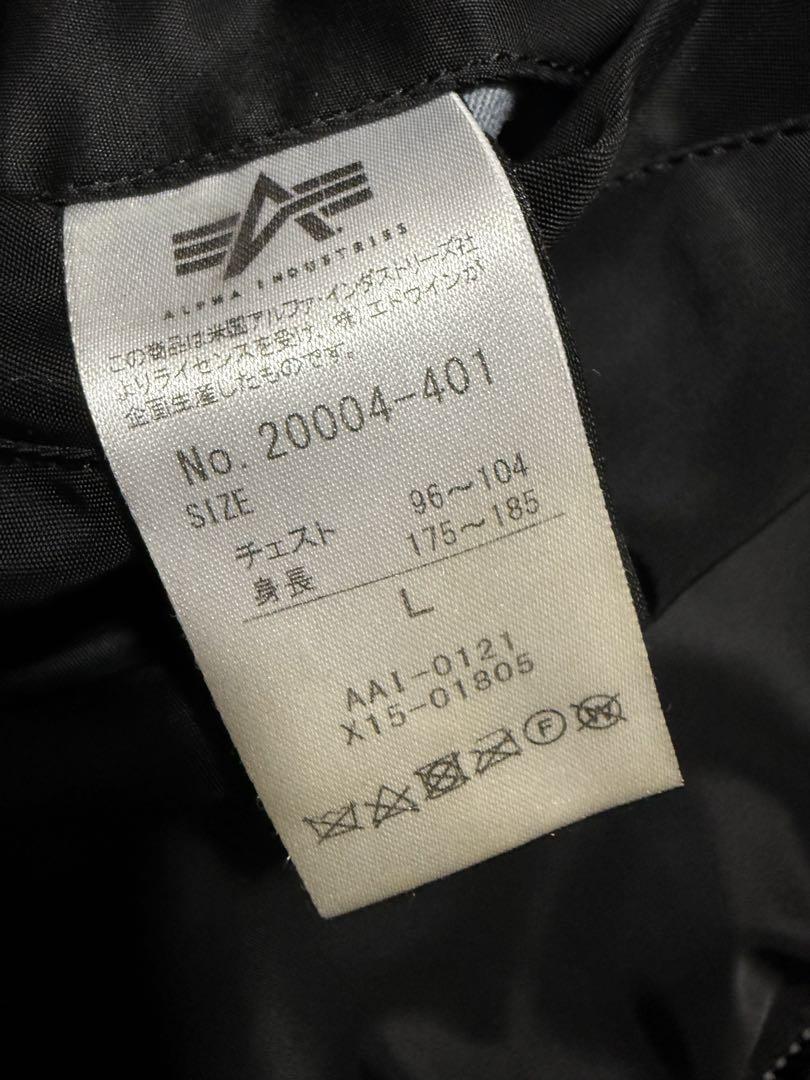 ALPHA INDUSTRIES
この商品は米国アルファ・インダストリーズ社
よりライセンスを受け、㈱エドウインが
企画生産したものです。
No. 20004-401
SIZE
チェスト 96〜104
身長 175〜185
L
AAI-0121
X15-01805
F W